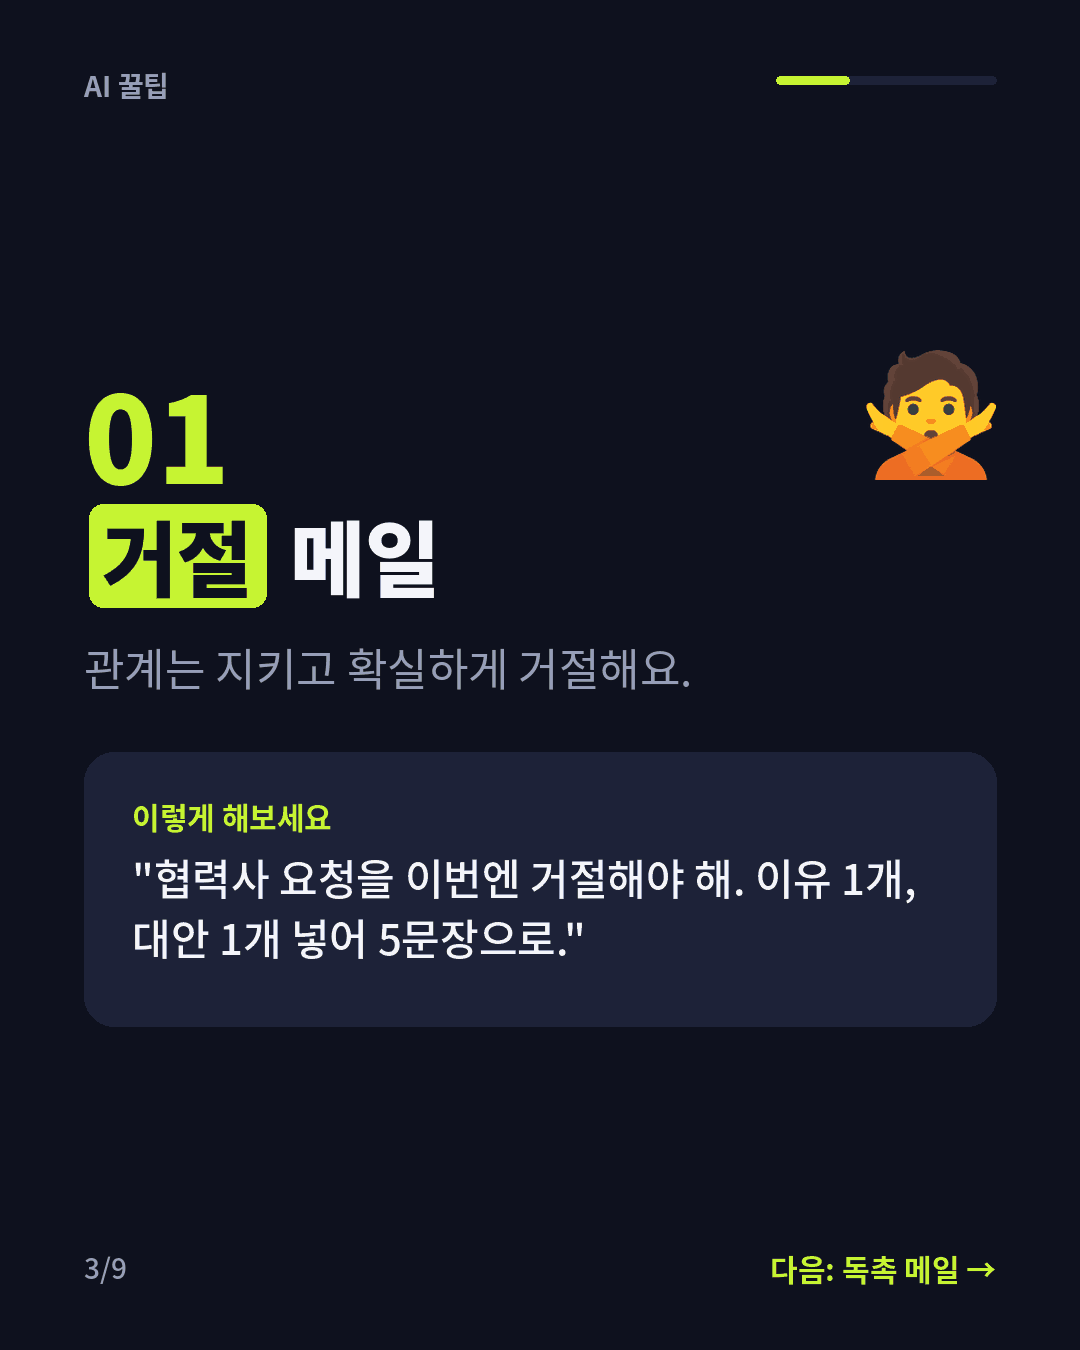 AI 꿀팁
01
거절 메일
관계는 지키고 확실하게 거절해요.
이렇게 해보세요
"협력사 요청을 이번엔 거절해야 해. 이유 1개,
대안 1개 넣어 5문장으로."
3/9
다음: 독촉 메일 →